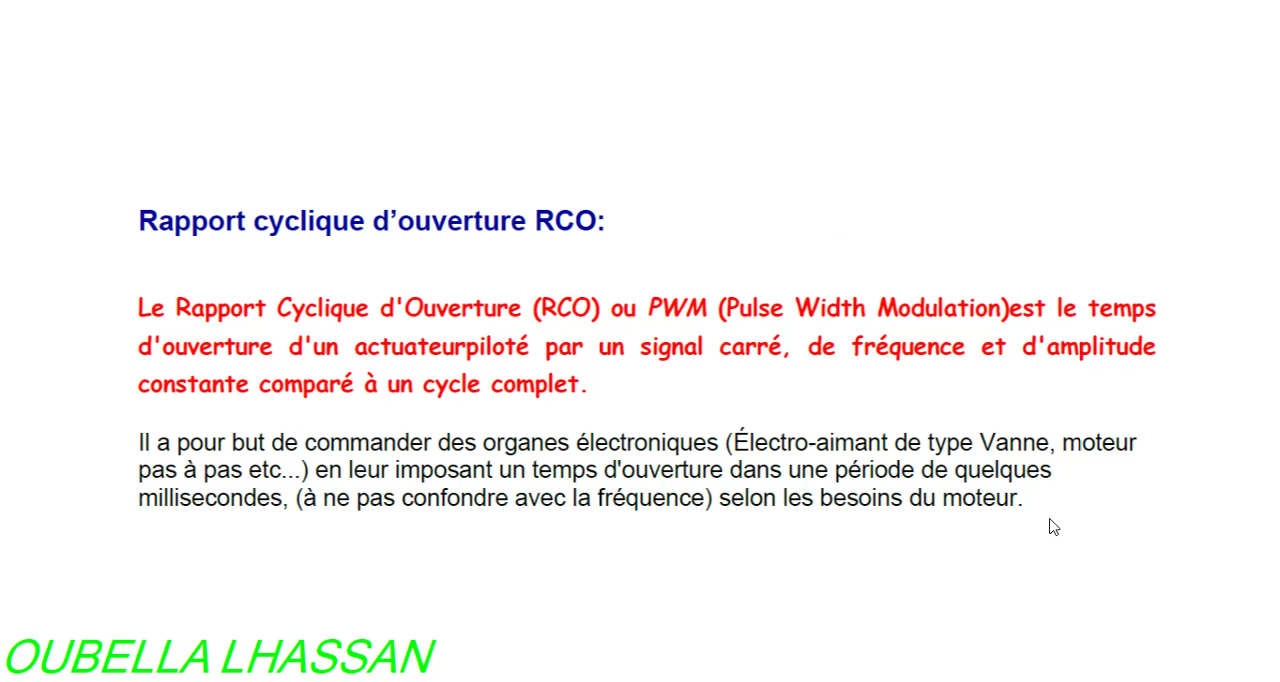 Rapport cyclique d’ouverture RCO:
Le Rapport Cyclique d'Ouverture (RCO) ou PWM (Pulse Width Modulation)est le temps
d'ouverture d'un actuateurpiloté par un signal carré, de fréquence et d'amplitude
constante comparé à un cycle complet.
Il a pour but de commander des organes électroniques (Électro-aimant de type Vanne, moteur
pas à pas etc...) en leur imposant un temps d'ouverture dans une période de quelques
millisecondes, (à ne pas confondre avec la fréquence) selon les besoins du moteur.
OUBELLA LHASSAN